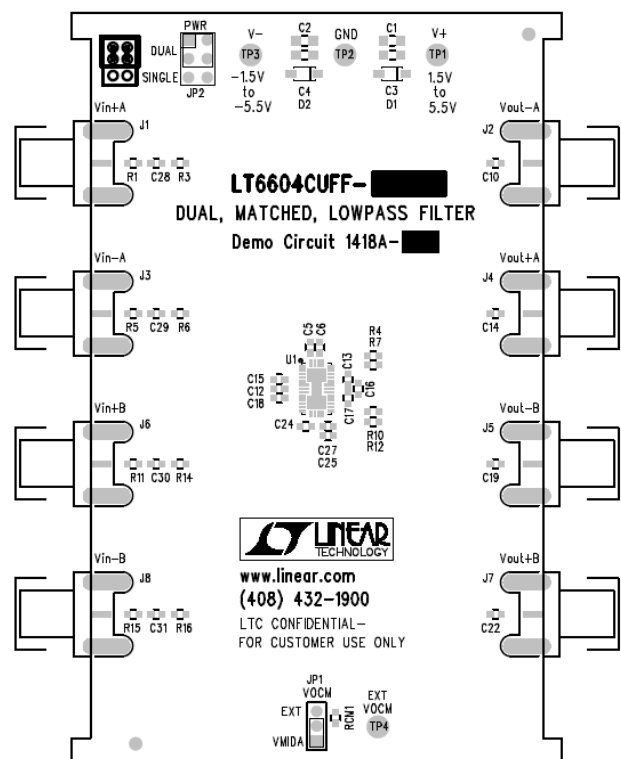 PWR
DUAL
SINGLE
JP2
V-
TP3
-1.5V
to
-5.5V
C2
C4
D2
GND
TP2
C1
C3
D1
V+
TP1
1.5V
to
5.5V
Vin+A
J1
R1 C28 R3
Vout-A
J2
C10
LT6604CUFF-
DUAL, MATCHED, LOWPASS FILTER
Demo Circuit 1418A-
Vin-A
J3
R5 C29 R6
Vout+A
J4
C14
C5 C6
R4
R7
U1
C15
C12
C18
C13
C16
C17
C24
C27
C25
R10
R12
Vin+B
J6
R11 C30 R14
Vout-B
J5
C19
LINEAR
TECHNOLOGY
www.linear.com
(408) 432-1900
LTC CONFIDENTIAL-
FOR CUSTOMER USE ONLY
Vin-B
J8
R15 C31 R16
Vout+B
J7
C22
JP1
VOCM
EXT
VMIDA
RCM1
EXT
VOCM
TP4